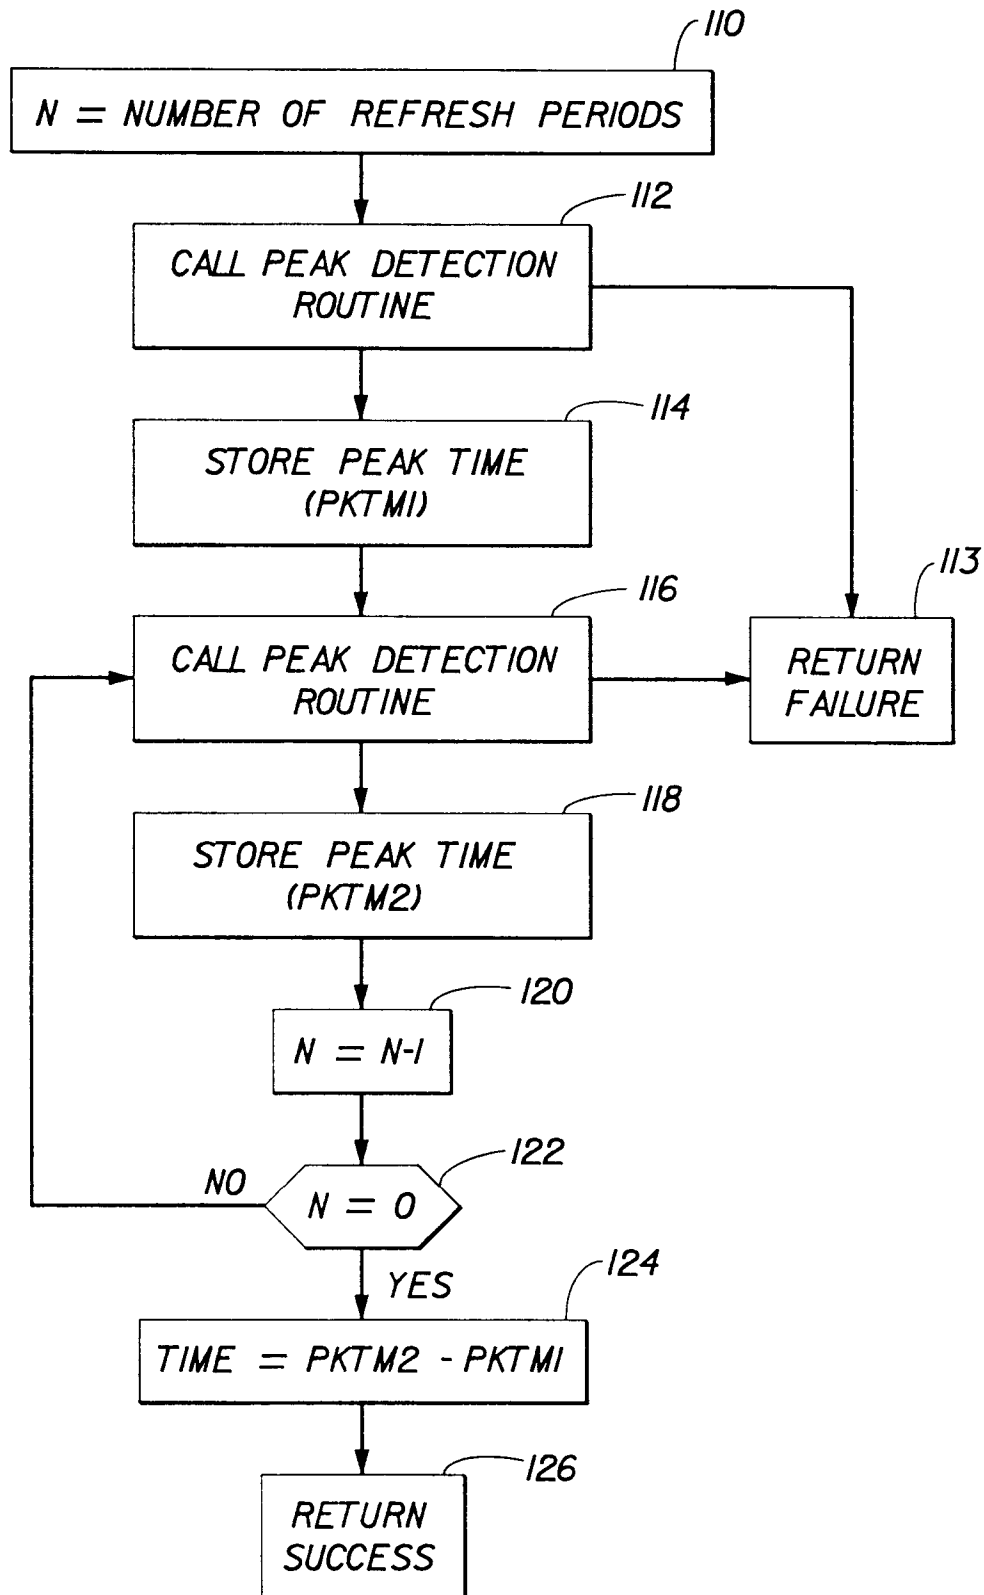 110
N = NUMBER OF REFRESH PERIODS
112
CALL PEAK DETECTION
ROUTINE
114
STORE PEAK TIME
(PKTM1)
113
116
CALL PEAK DETECTION
ROUTINE
RETURN
FAILURE
118
STORE PEAK TIME
(PKTM2)
120
N = N-1
122
NO
N = 0
YES
124
TIME = PKTM2 - PKTM1
126
RETURN
SUCCESS